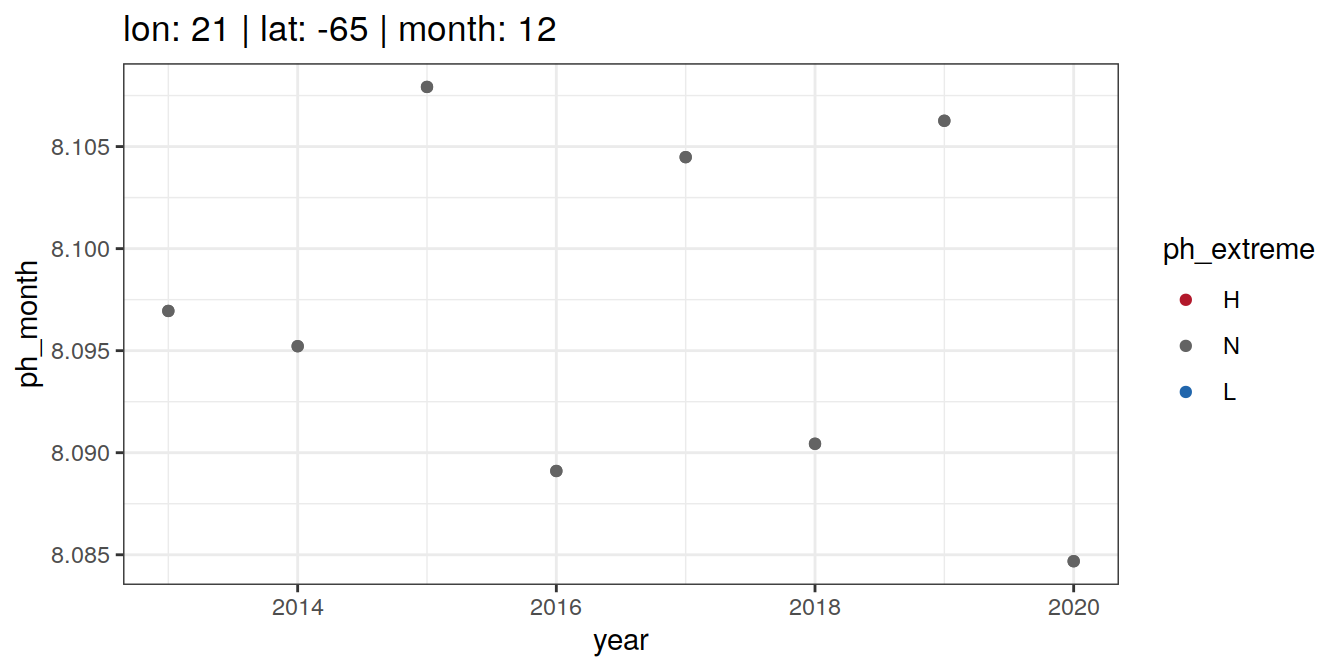 lon: 21 | lat: -65 | month: 12
8.105
8.100
8.095
8.090
8.085
ph_month
2014 2016 2018 2020
year
ph_extreme
H
N
L